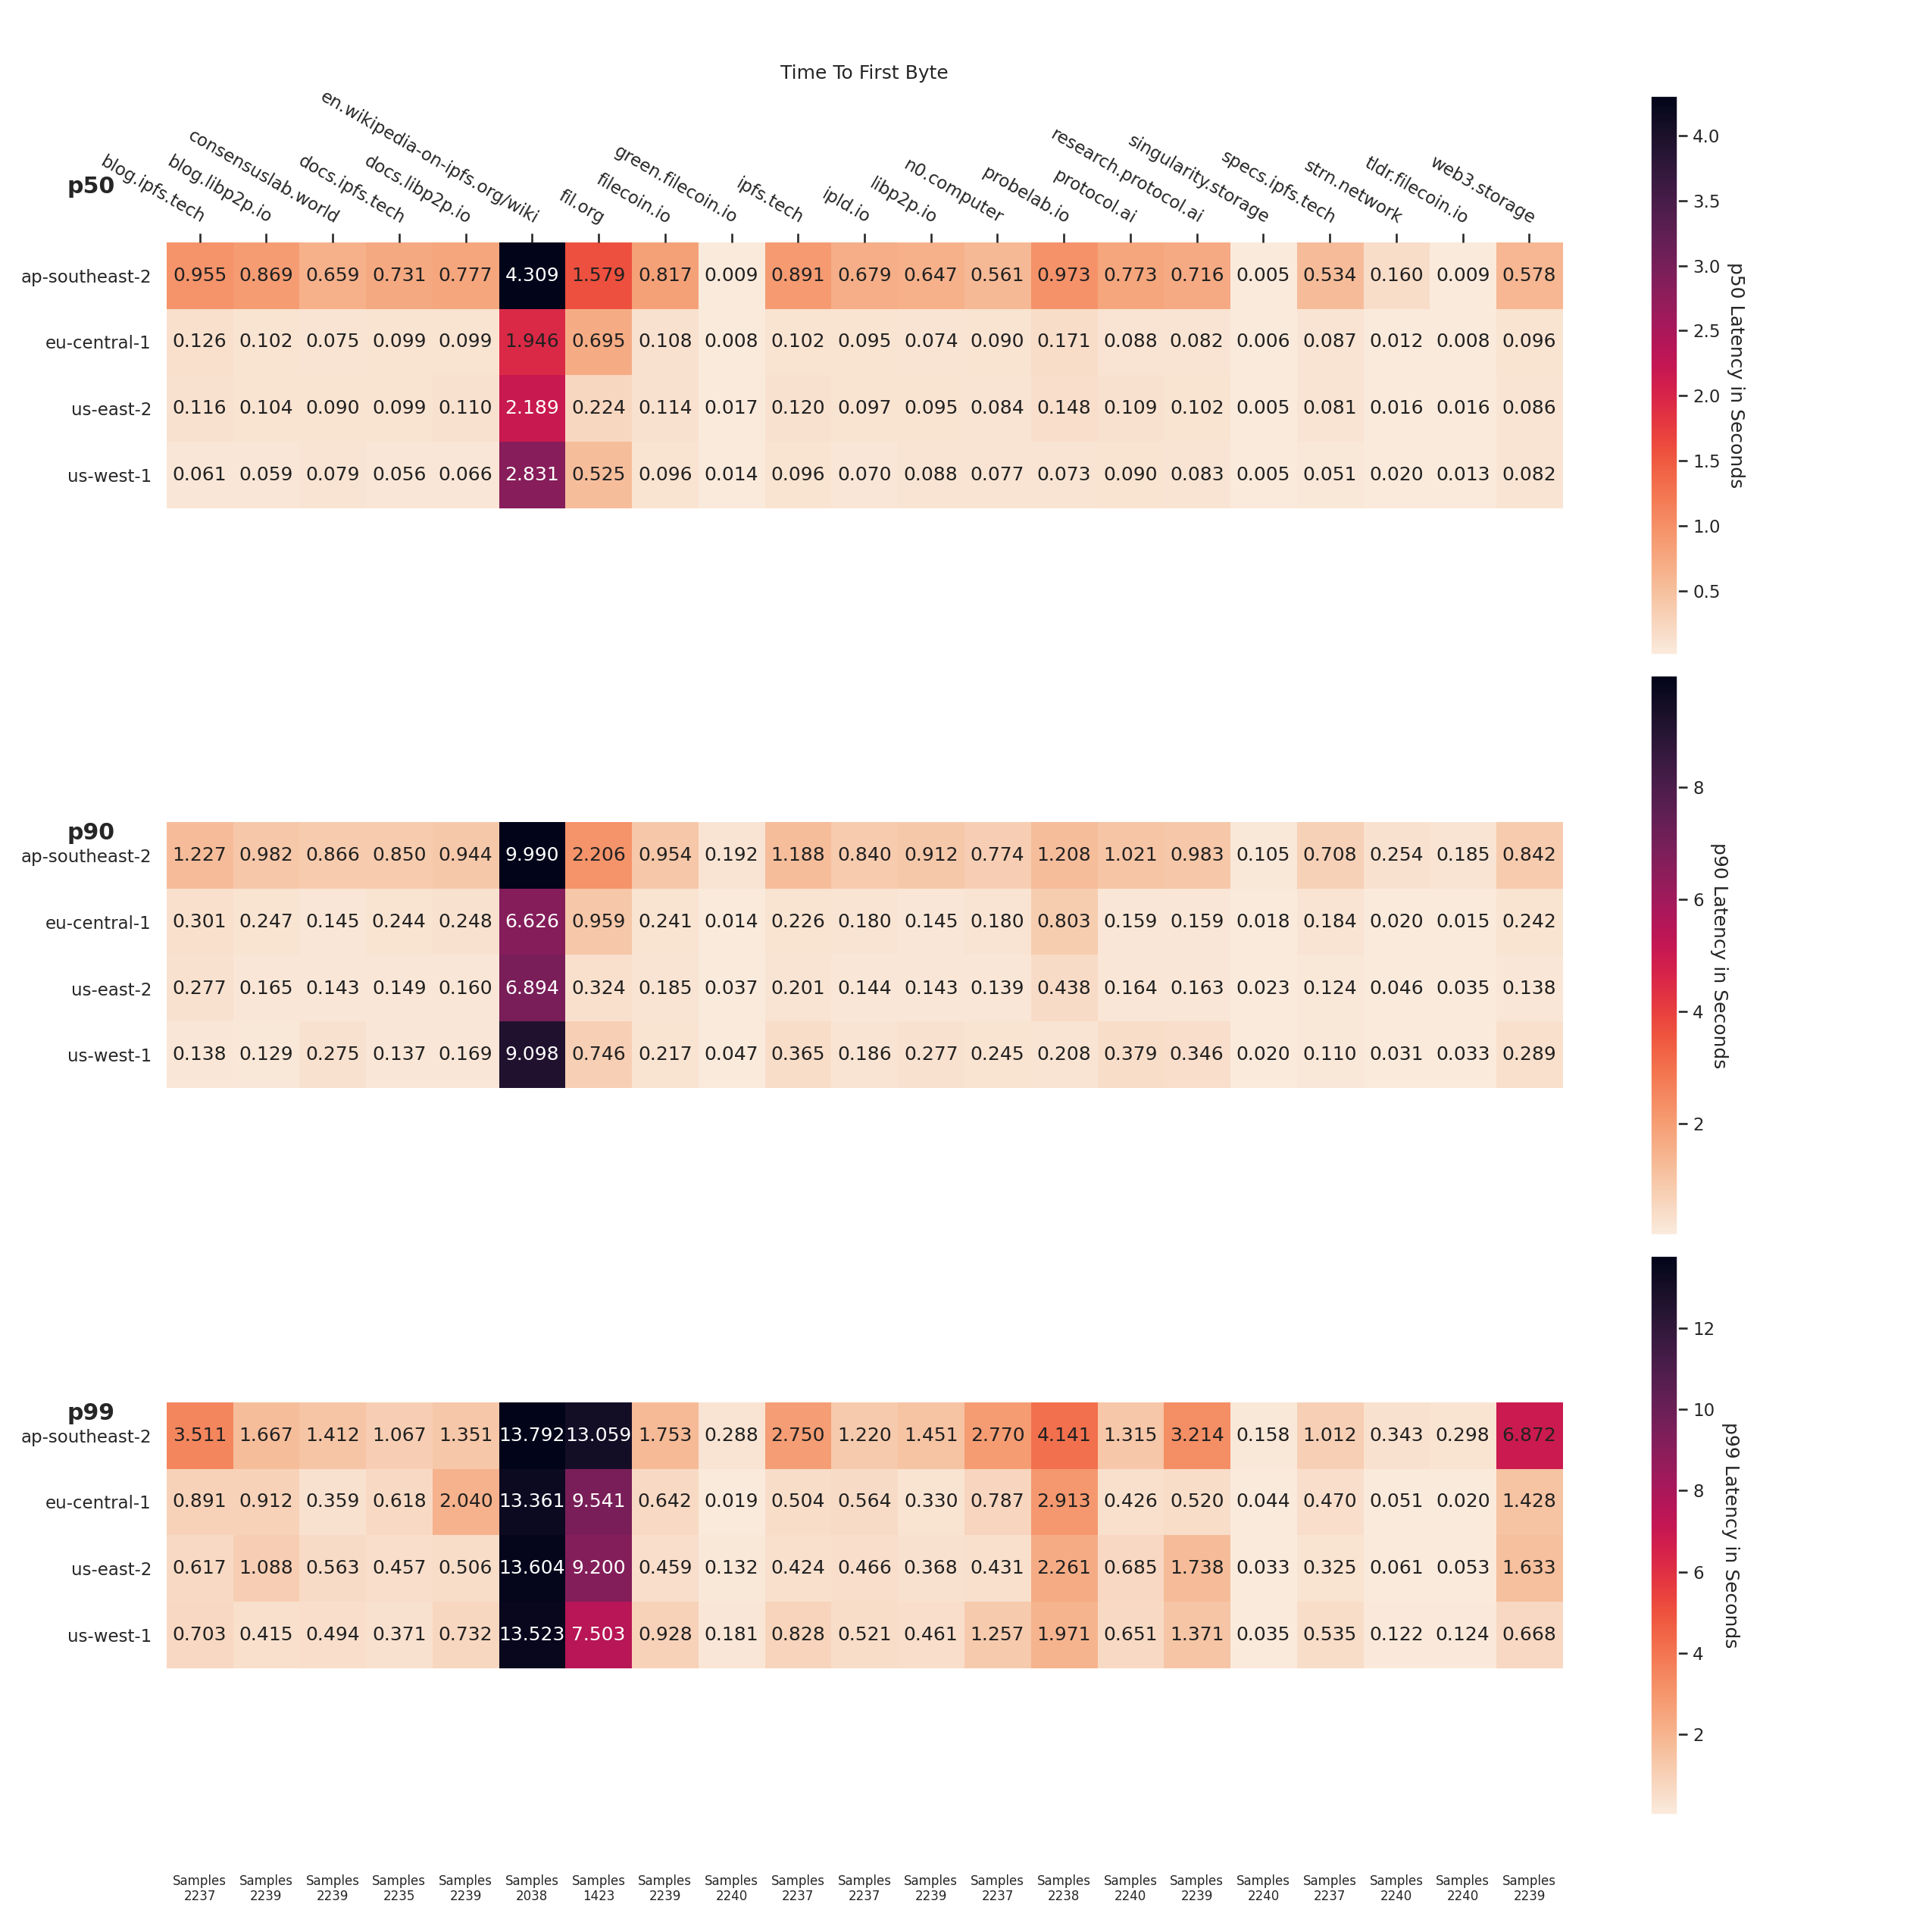 Time To First Byte
p50
blog.ipfs.tech
blog.libp2p.io
consensuslab.world
docs.ipfs.tech
docs.libp2p.io
en.wikipedia-on-ipfs.org/wiki
fil.org
filecoin.io
green.filecoin.io
ipfs.tech
ipld.io
libp2p.io
n0.computer
probelab.io
protocol.ai
research.protocol.ai
singularity.storage
specs.ipfs.tech
strn.network
tldr.filecoin.io
web3.storage
ap-southeast-2 0.955 0.869 0.659 0.731 0.777 4.309 1.579 0.817 0.009 0.891 0.679 0.647 0.561 0.973 0.773 0.716 0.005 0.534 0.160 0.009 0.578
eu-central-1 0.126 0.102 0.075 0.099 0.099 1.946 0.695 0.108 0.008 0.102 0.095 0.074 0.090 0.171 0.088 0.082 0.006 0.087 0.012 0.008 0.096
us-east-2 0.116 0.104 0.090 0.099 0.110 2.189 0.224 0.114 0.017 0.120 0.097 0.095 0.084 0.148 0.109 0.102 0.005 0.081 0.016 0.016 0.086
us-west-1 0.061 0.059 0.079 0.056 0.066 2.831 0.525 0.096 0.014 0.096 0.070 0.088 0.077 0.073 0.090 0.083 0.005 0.051 0.020 0.013 0.082
4.0
3.5
3.0
2.5
2.0
1.5
1.0
0.5
p50 Latency in Seconds
p90
ap-southeast-2 1.227 0.982 0.866 0.850 0.944 9.990 2.206 0.954 0.192 1.188 0.840 0.912 0.774 1.208 1.021 0.983 0.105 0.708 0.254 0.185 0.842
eu-central-1 0.301 0.247 0.145 0.244 0.248 6.626 0.959 0.241 0.014 0.226 0.180 0.145 0.180 0.803 0.159 0.159 0.018 0.184 0.020 0.015 0.242
us-east-2 0.277 0.165 0.143 0.149 0.160 6.894 0.324 0.185 0.037 0.201 0.144 0.143 0.139 0.438 0.164 0.163 0.023 0.124 0.046 0.035 0.138
us-west-1 0.138 0.129 0.275 0.137 0.169 9.098 0.746 0.217 0.047 0.365 0.186 0.277 0.245 0.208 0.379 0.346 0.020 0.110 0.031 0.033 0.289
8
6
4
2
p90 Latency in Seconds
p99
ap-southeast-2 3.511 1.667 1.412 1.067 1.351 13.792 13.059 1.753 0.288 2.750 1.220 1.451 2.770 4.141 1.315 3.214 0.158 1.012 0.343 0.298 6.872
eu-central-1 0.891 0.912 0.359 0.618 2.040 13.361 9.541 0.642 0.019 0.504 0.564 0.330 0.787 2.913 0.426 0.520 0.044 0.470 0.051 0.020 1.428
us-east-2 0.617 1.088 0.563 0.457 0.506 13.604 9.200 0.459 0.132 0.424 0.466 0.368 0.431 2.261 0.685 1.738 0.033 0.325 0.061 0.053 1.633
us-west-1 0.703 0.415 0.494 0.371 0.732 13.523 7.503 0.928 0.181 0.828 0.521 0.461 1.257 1.971 0.651 1.371 0.035 0.535 0.122 0.124 0.668
12
10
8
6
4
2
p99 Latency in Seconds
Samples Samples Samples Samples Samples Samples Samples Samples Samples Samples Samples Samples Samples Samples Samples Samples Samples Samples Samples Samples Samples
2237 2239 2239 2235 2239 2038 1423 2239 2240 2237 2237 2239 2237 2238 2240 2239 2240 2237 2240 2240 2239